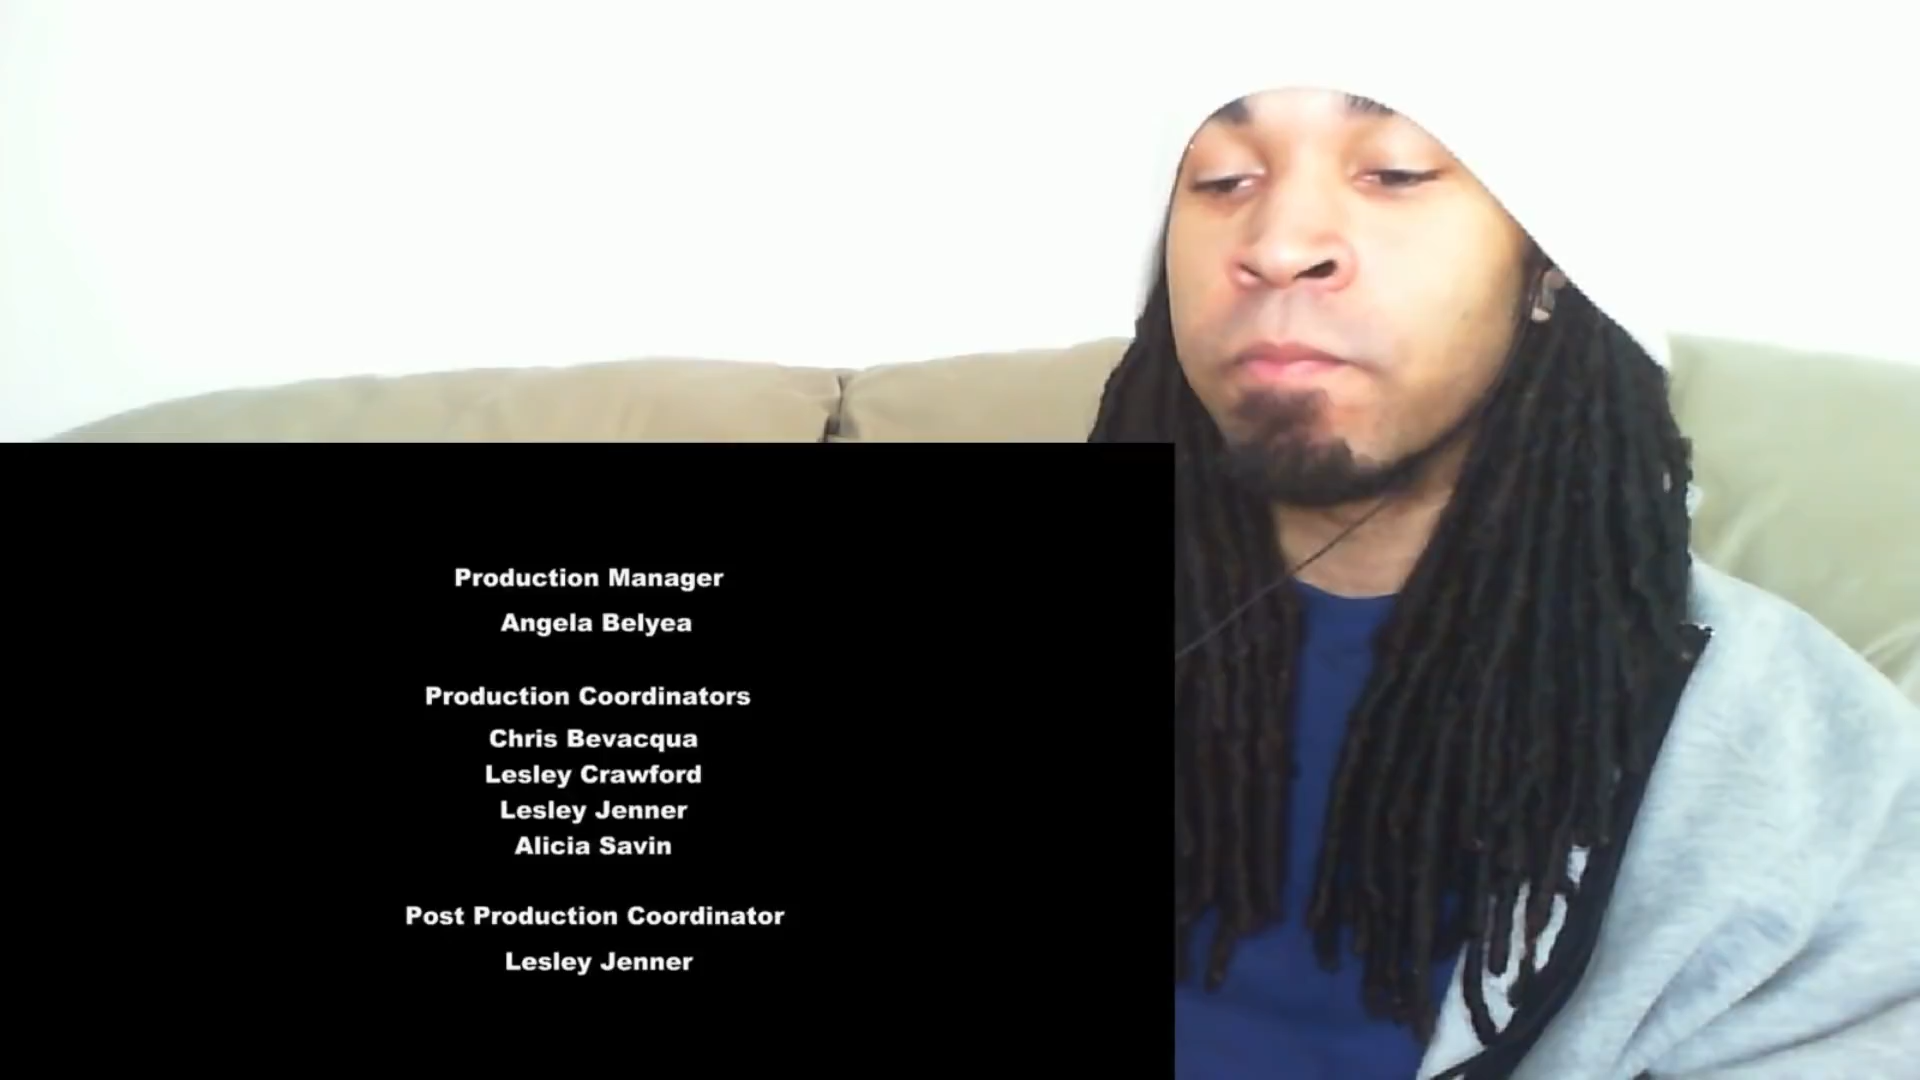 Production Manager
Angela Belyea
Production Coordinators
Chris Bevacqua
Lesley Crawford
Lesley Jenner
Alicia Savin
Post Production Coordinator
Lesley Jenner